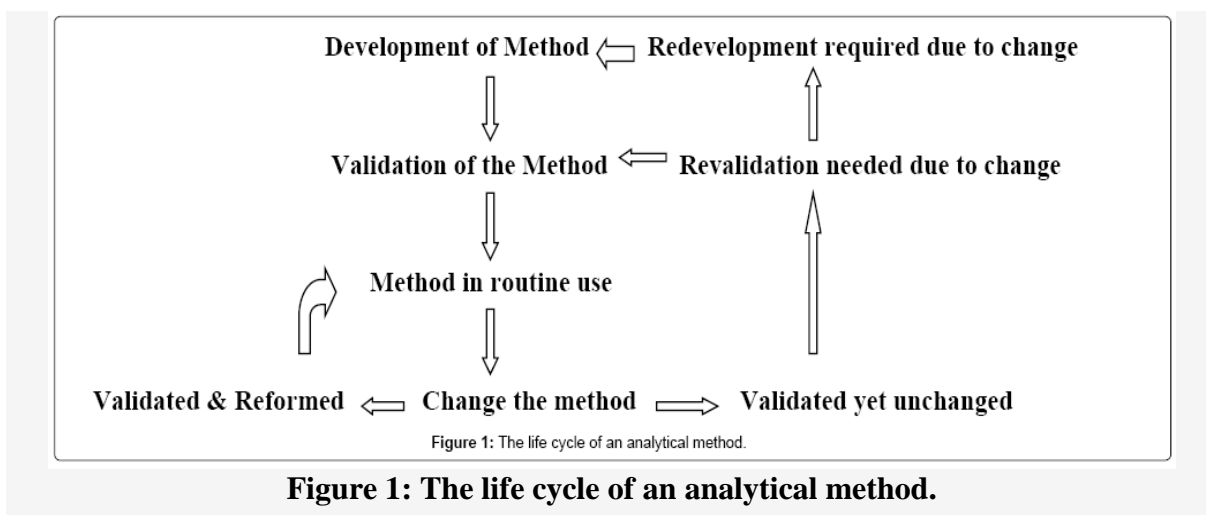 Development of Method Redevelopment required due to change
Validation of the Method Revalidation needed due to change
Method in routine use
Validated & Reformed Change the method Validated yet unchanged
Figure 1: The life cycle of an analytical method.
Figure 1: The life cycle of an analytical method.